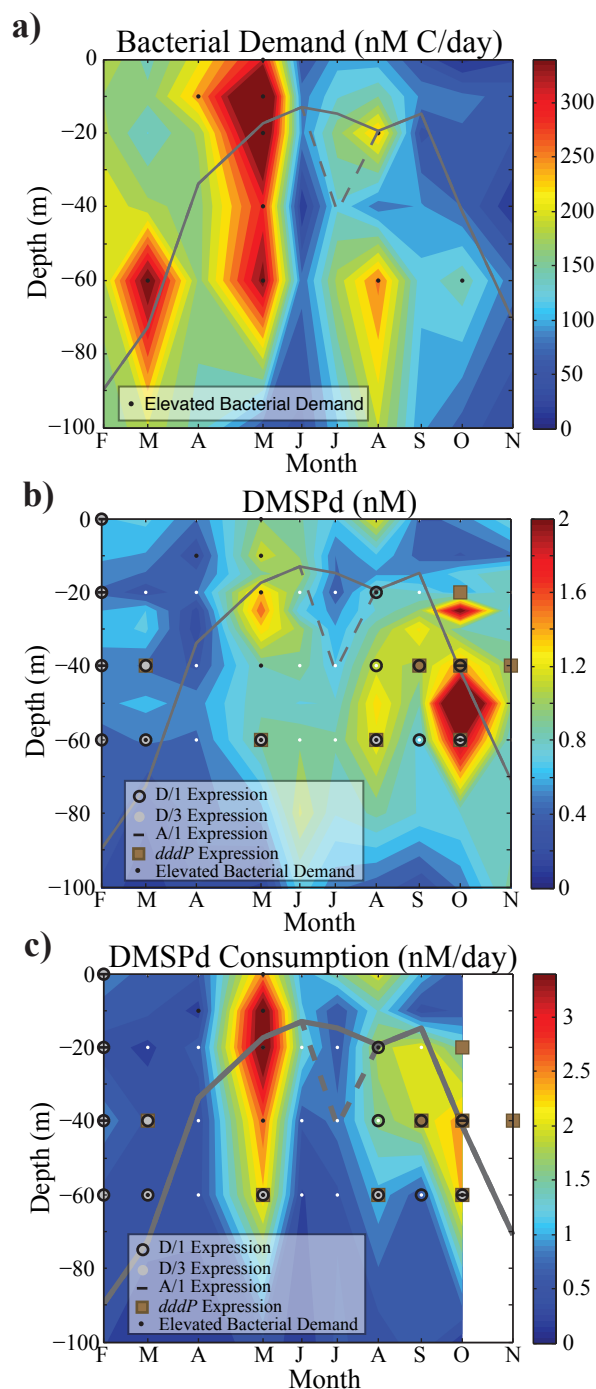 a)
Bacterial Demand (nM C/day)
0
−20
−40
−60
−80
−100
Depth (m)
Elevated Bacterial Demand
F M A M J J A S O N
Month
300
250
200
150
100
50
0
b)
DMSPd (nM)
0
−20
−40
−60
−80
−100
Depth (m)
D/1 Expression
D/3 Expression
A/1 Expression
dddP Expression
Elevated Bacterial Demand
F M A M J J A S O N
Month
2
1.6
1.2
0.8
0.4
0
c)
DMSPd Consumption (nM/day)
0
−20
−40
−60
−80
−100
Depth (m)
D/1 Expression
D/3 Expression
A/1 Expression
dddP Expression
Elevated Bacterial Demand
F M A M J J A S O N
Month
3
2.5
2
1.5
1
0.5
0